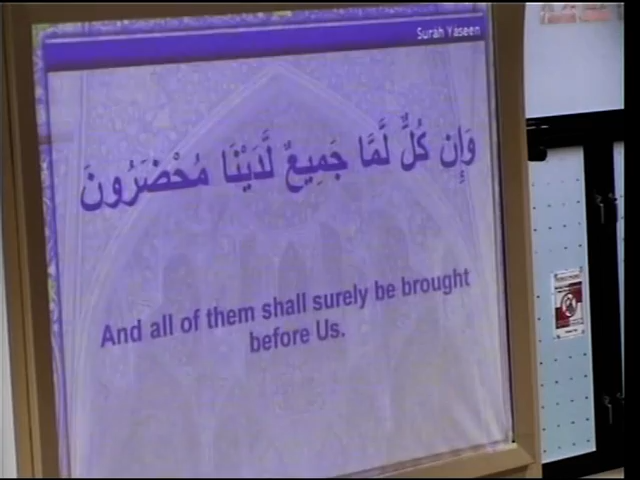 Surah Yaseen
وَإِن كُلٌّ لَّمَّا جَمِيعٌ لَّدَيْنَا مُحْضَرُونَ
And all of them shall surely be brought
before Us.